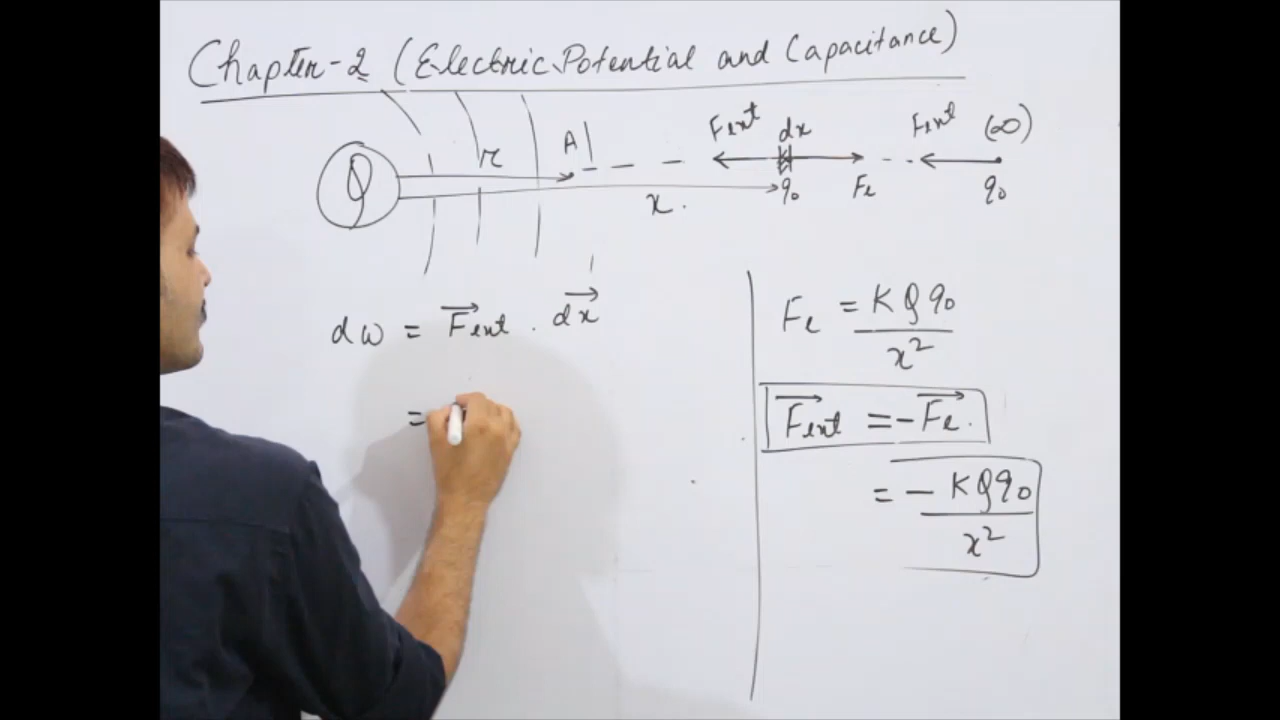 Chapter-2 (Electric Potential and Capacitance)
Q r A x Fext dx q₀ Fe Fext (∞) q₀
dw = F⃗ext . dx⃗
=
Fe = KQq₀/x²
F⃗ext = -F⃗e.
= - KQq₀/x²